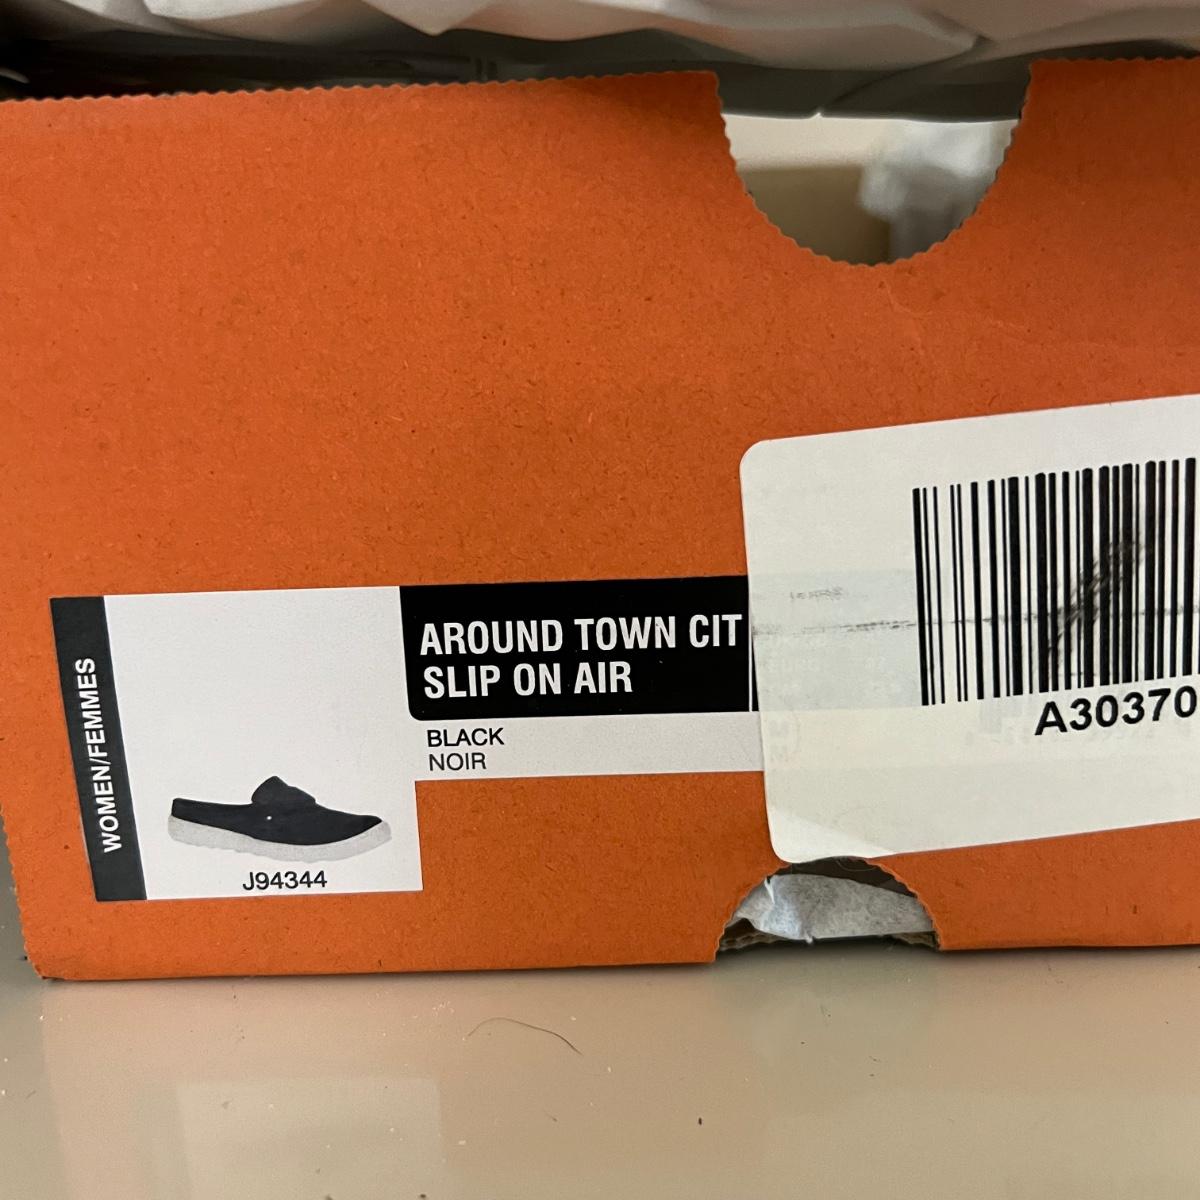 WOMEN/FEMMES
J94344
AROUND TOWN CIT
SLIP ON AIR
BLACK
NOIR
A30370